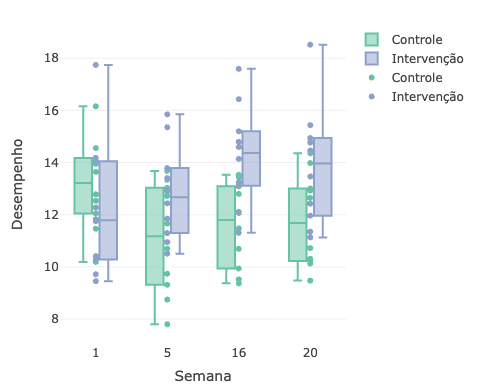 Desempenho
18
16
14
12
10
8
1 5 16 20
Semana
Controle
Intervenção
Controle
Intervenção